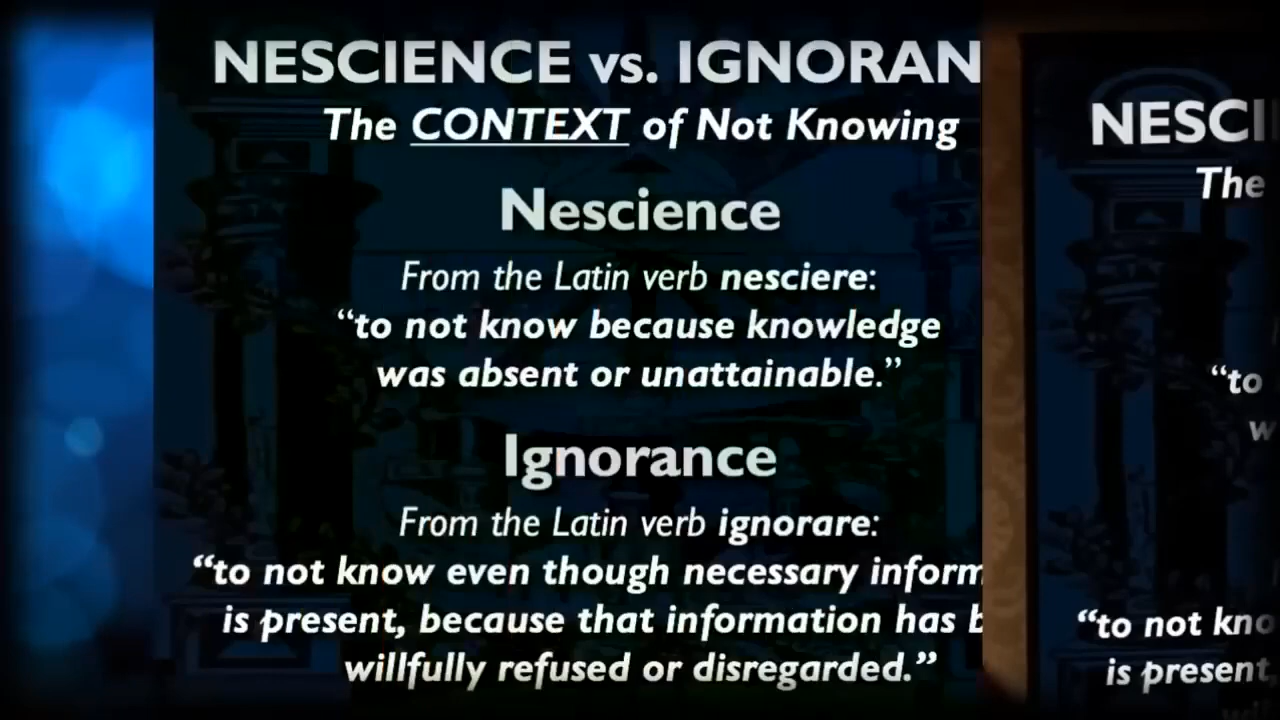 NESCIENCE vs. IGNORAN
The CONTEXT of Not Knowing
Nescience
From the Latin verb nesciere:
“to not know because knowledge
was absent or unattainable.”
Ignorance
From the Latin verb ignorare:
“to not know even though necessary inform
is present, because that information has b
willfully refused or disregarded.”
NESCI
The
“to
w
“to not kno
is present,